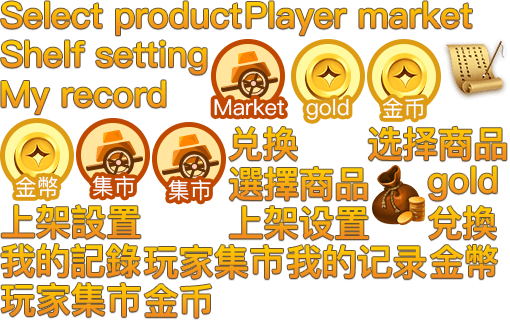 Select product Player market
Shelf setting
My record
Market gold 金币
金幣 集市 集市
兑换 选择商品
選擇商品 gold
上架設置 上架设置 兌換
我的記錄 玩家集市 我的记录 金幣
玩家集市 金币